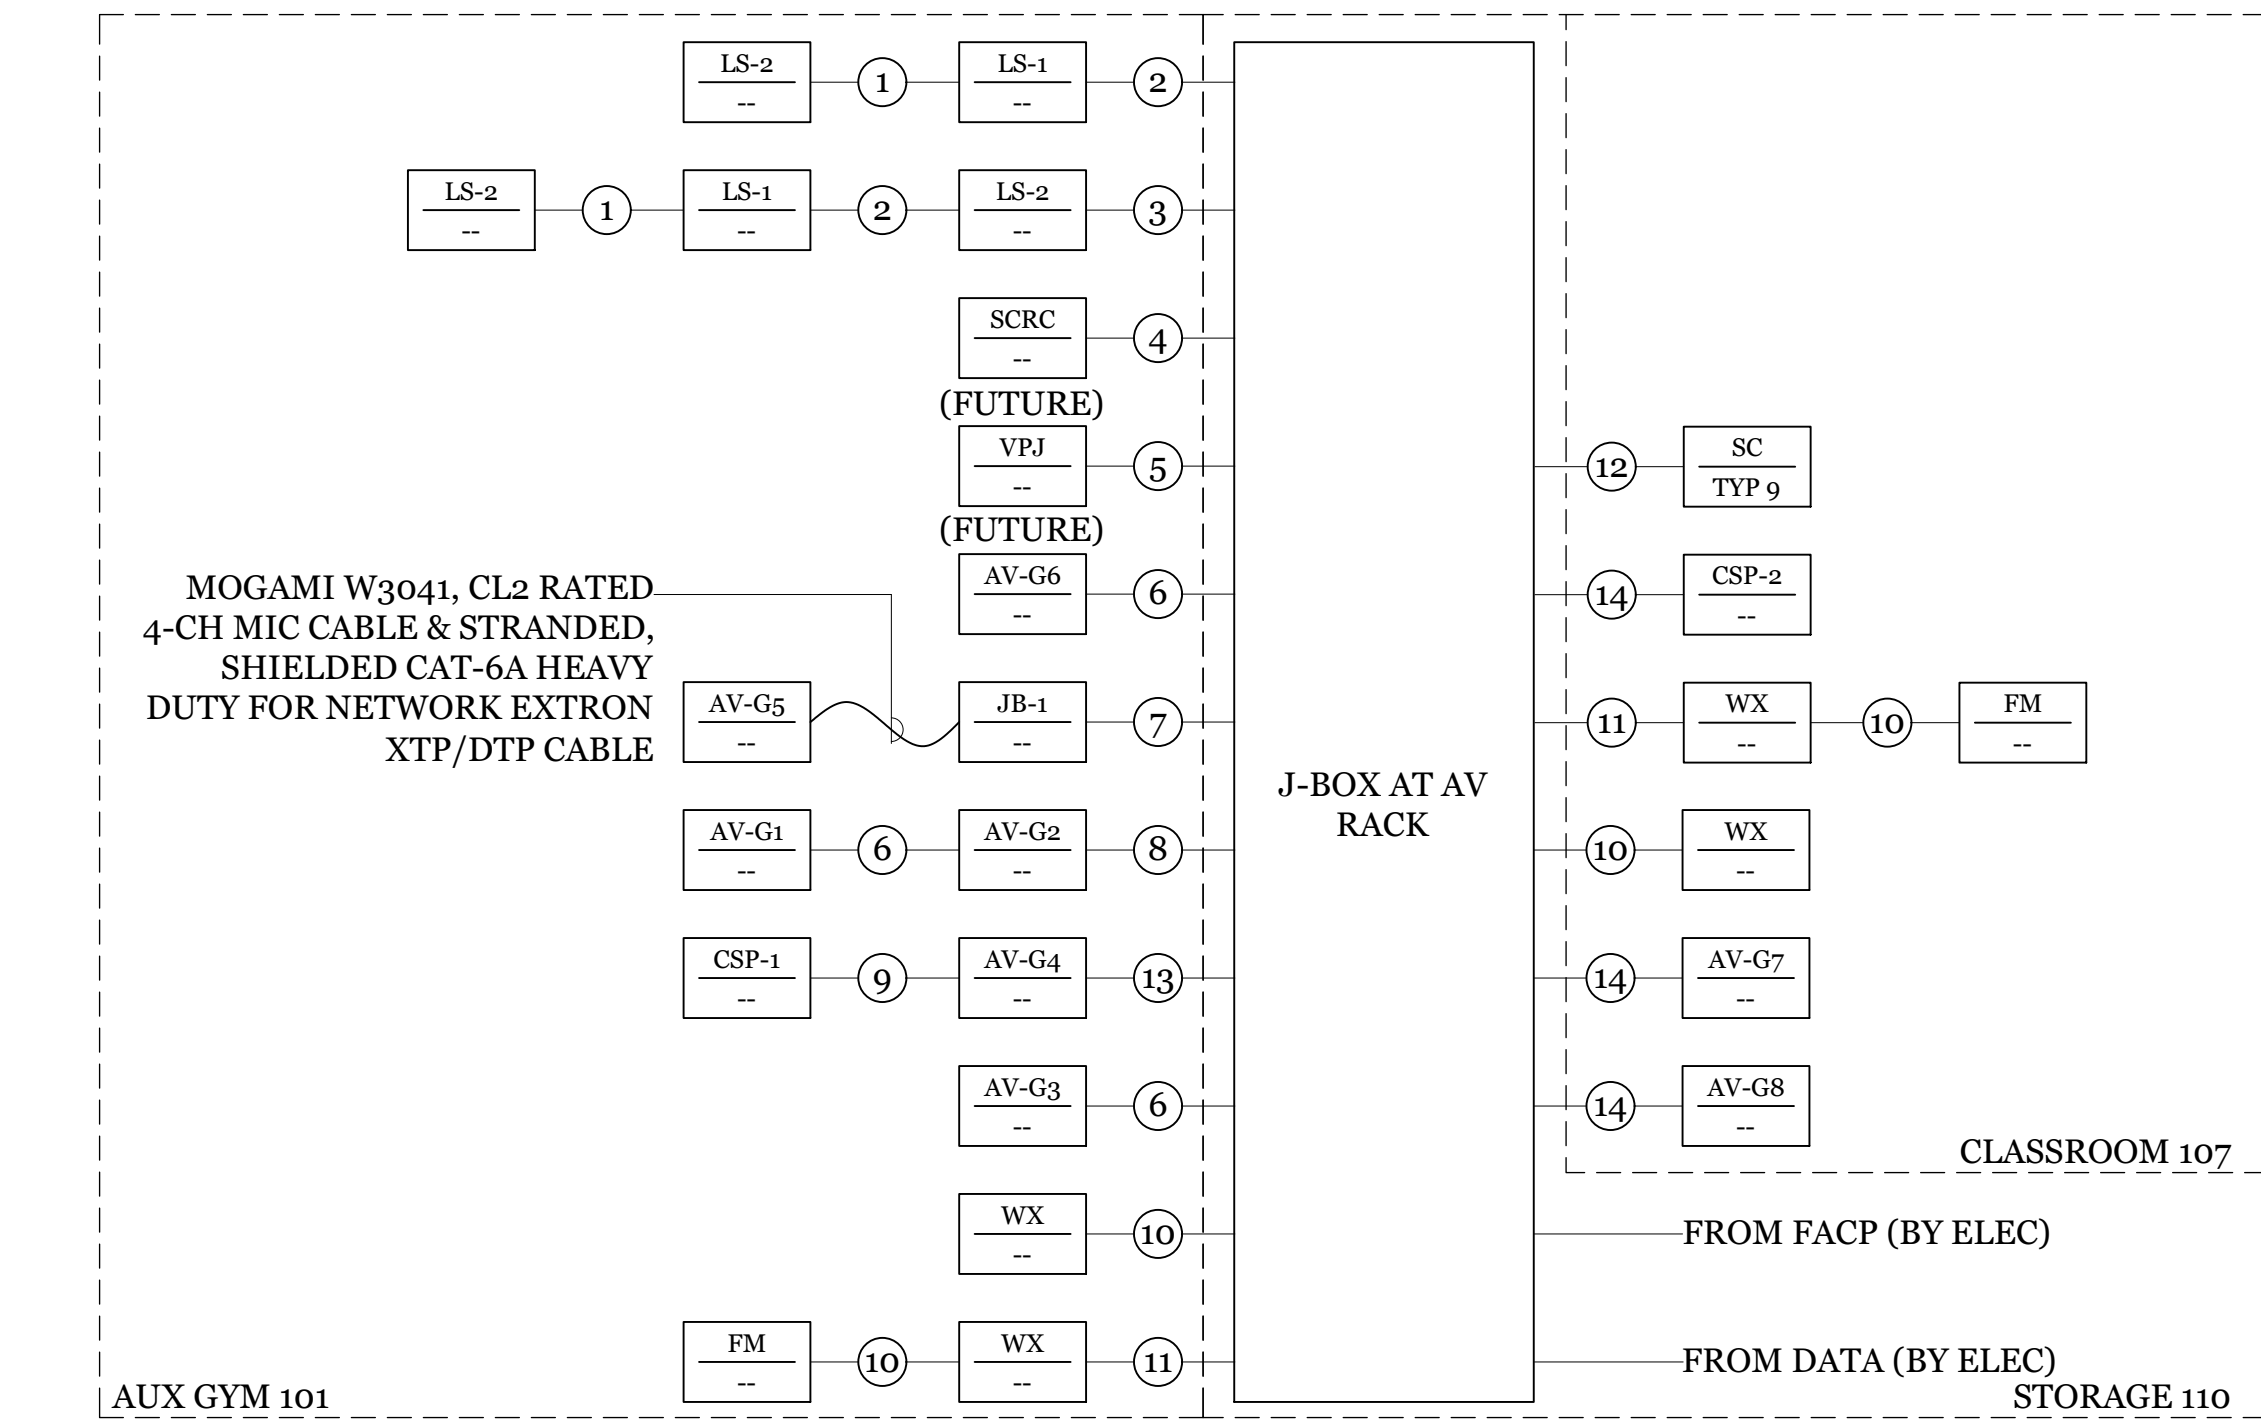 LS-2
--
1
LS-1
--
2
LS-2
--
1
LS-1
--
2
LS-2
--
3
SCRC
--
4
(FUTURE)
VPJ
--
5
(FUTURE)
AV-G6
--
6
MOGAMI W3041, CL2 RATED
4-CH MIC CABLE & STRANDED,
SHIELDED CAT-6A HEAVY
DUTY FOR NETWORK EXTRON
XTP/DTP CABLE
AV-G5
--
JB-1
--
7
AV-G1
--
6
AV-G2
--
8
CSP-1
--
9
AV-G4
--
13
AV-G3
--
6
WX
--
10
FM
--
10
WX
--
11
AUX GYM 101
J-BOX AT AV
RACK
12
SC
TYP 9
14
CSP-2
--
11
WX
--
10
FM
--
10
WX
--
14
AV-G7
--
14
AV-G8
--
CLASSROOM 107
FROM FACP (BY ELEC)
FROM DATA (BY ELEC)
STORAGE 110